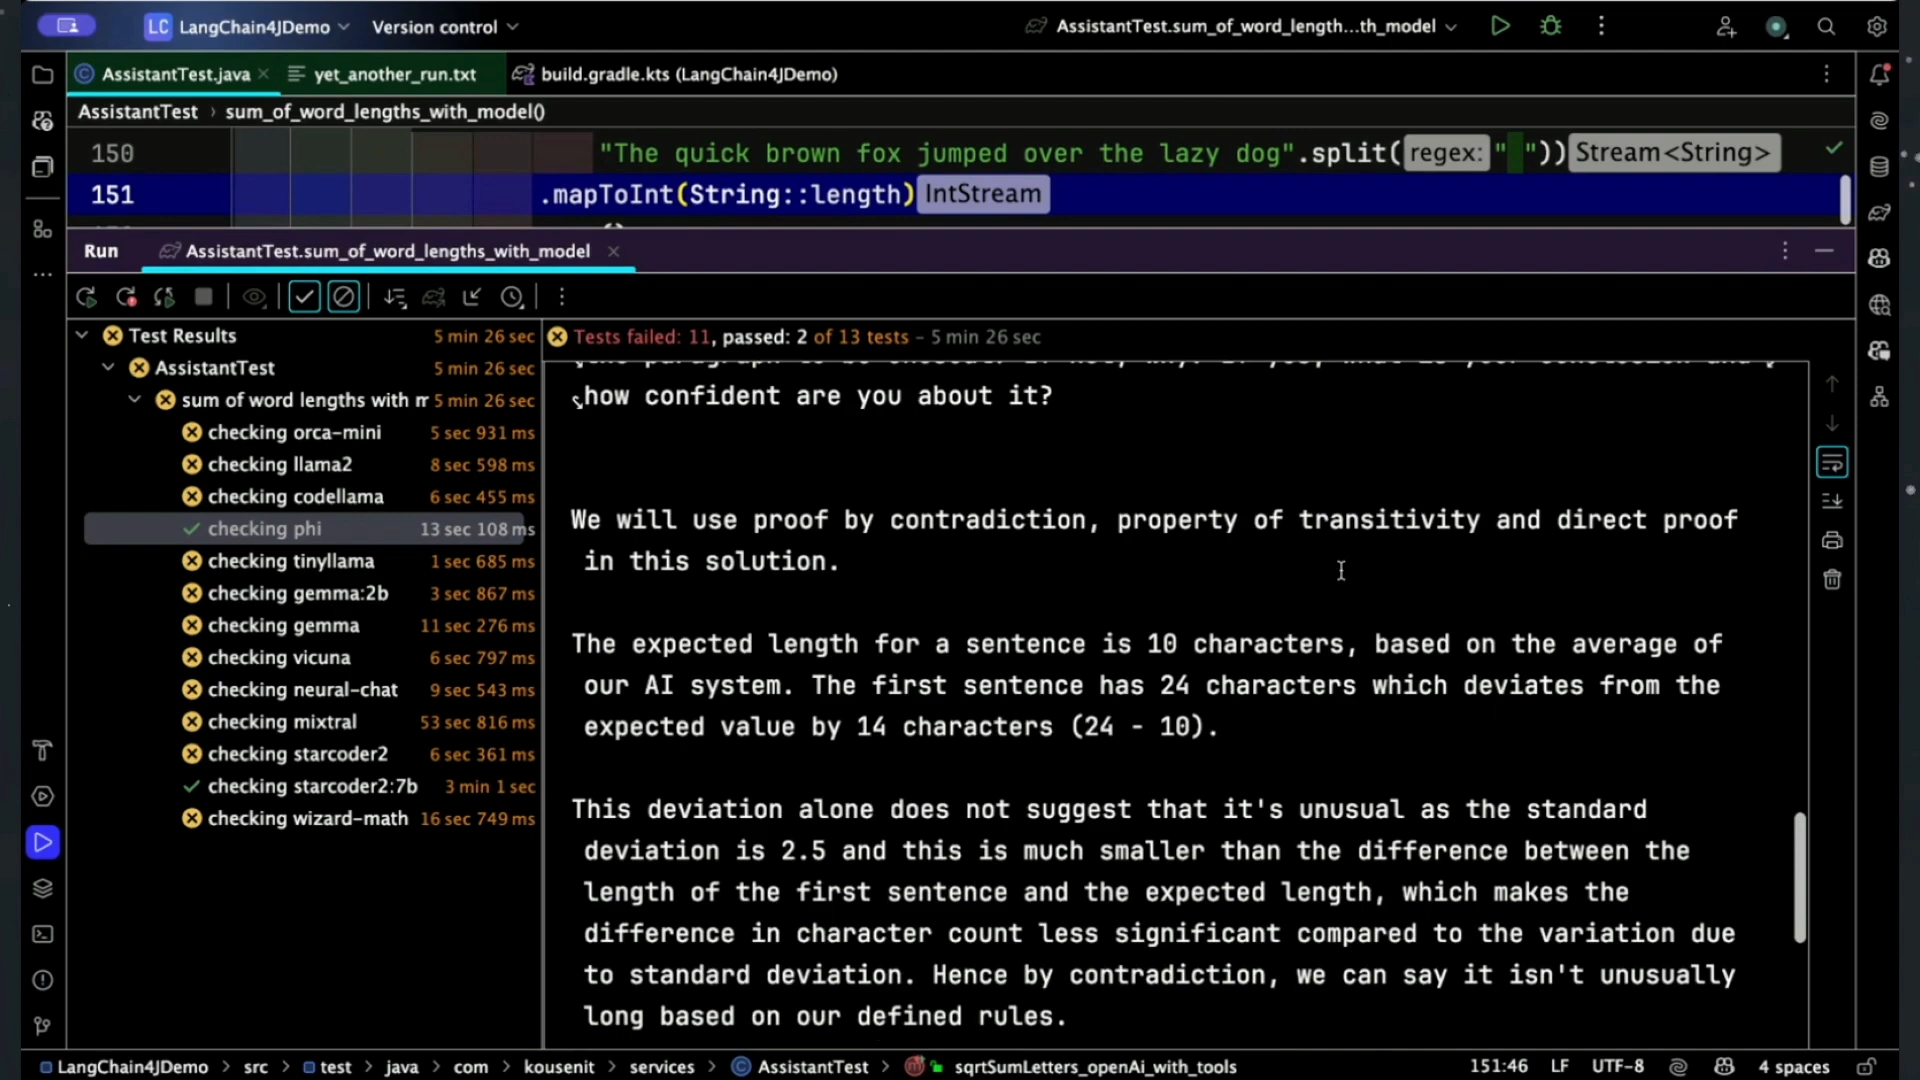 LC LangChain4JDemo Version control AssistantTest.sum_of_word_length...th_model
AssistantTest.java yet_another_run.txt build.gradle.kts (LangChain4JDemo)
AssistantTest › sum_of_word_lengths_with_model()
150 "The quick brown fox jumped over the lazy dog".split( regex: " ")) Stream<String>
151 .mapToInt(String::length) IntStream
Run AssistantTest.sum_of_word_lengths_with_model
Test Results 5 min 26 sec
AssistantTest 5 min 26 sec
sum of word lengths with m 5 min 26 sec
checking orca-mini 5 sec 931 ms
checking llama2 8 sec 598 ms
checking codellama 6 sec 455 ms
checking phi 13 sec 108 ms
checking tinyllama 1 sec 685 ms
checking gemma:2b 3 sec 867 ms
checking gemma 11 sec 276 ms
checking vicuna 6 sec 797 ms
checking neural-chat 9 sec 543 ms
checking mixtral 53 sec 816 ms
checking starcoder2 6 sec 361 ms
checking starcoder2:7b 3 min 1 sec
checking wizard-math 16 sec 749 ms
Tests failed: 11, passed: 2 of 13 tests – 5 min 26 sec
how confident are you about it?
We will use proof by contradiction, property of transitivity and direct proof
in this solution.
The expected length for a sentence is 10 characters, based on the average of
our AI system. The first sentence has 24 characters which deviates from the
expected value by 14 characters (24 - 10).
This deviation alone does not suggest that it's unusual as the standard
deviation is 2.5 and this is much smaller than the difference between the
length of the first sentence and the expected length, which makes the
difference in character count less significant compared to the variation due
to standard deviation. Hence by contradiction, we can say it isn't unusually
long based on our defined rules.
LangChain4JDemo > src > test > java > com > kousenit > services > AssistantTest > sqrtSumLetters_openAi_with_tools 151:46 LF UTF-8 4 spaces